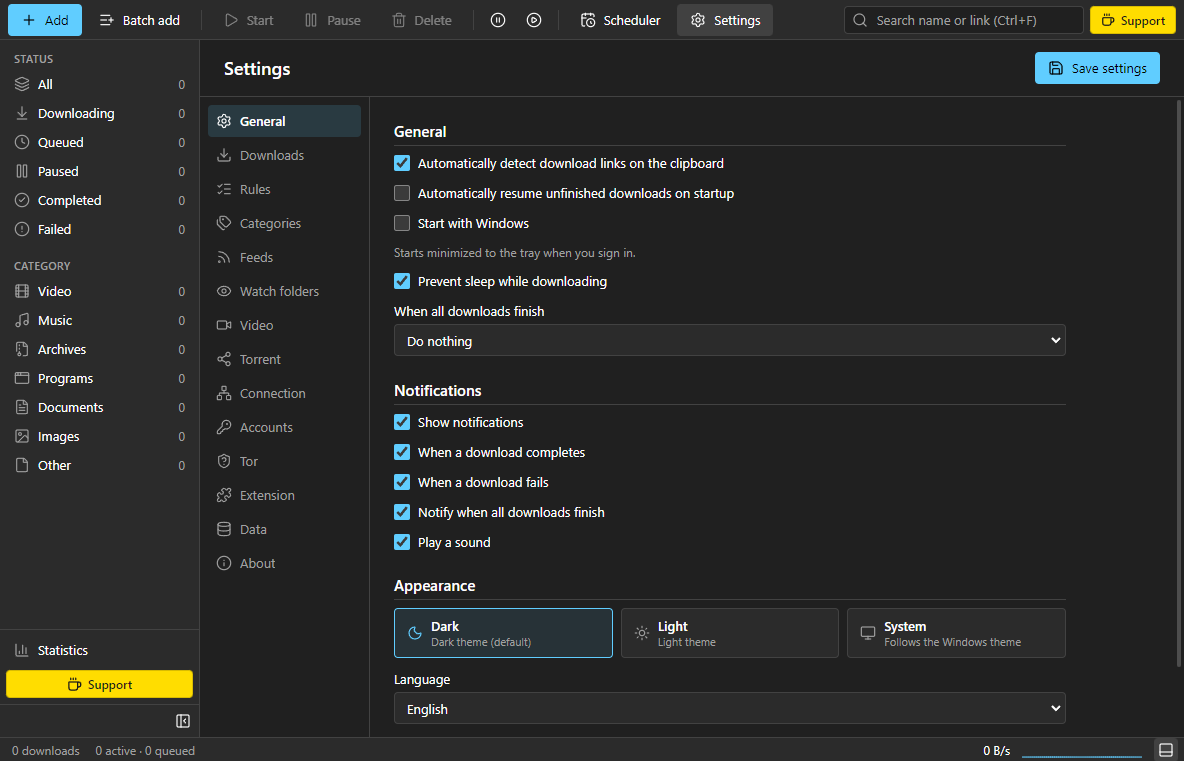 Add
Batch add
Start
Pause
Delete
Scheduler
Settings
Search name or link (Ctrl+F)
Support
STATUS
All 0
Downloading 0
Queued 0
Paused 0
Completed 0
Failed 0
CATEGORY
Video 0
Music 0
Archives 0
Programs 0
Documents 0
Images 0
Other 0
Statistics
Support
Settings
Save settings
General
Downloads
Rules
Categories
Feeds
Watch folders
Video
Torrent
Connection
Accounts
Tor
Extension
Data
About
General
Automatically detect download links on the clipboard
Automatically resume unfinished downloads on startup
Start with Windows
Starts minimized to the tray when you sign in.
Prevent sleep while downloading
When all downloads finish
Do nothing
Notifications
Show notifications
When a download completes
When a download fails
Notify when all downloads finish
Play a sound
Appearance
Dark
Dark theme (default)
Light
Light theme
System
Follows the Windows theme
Language
English
0 downloads
0 active · 0 queued
0 B/s